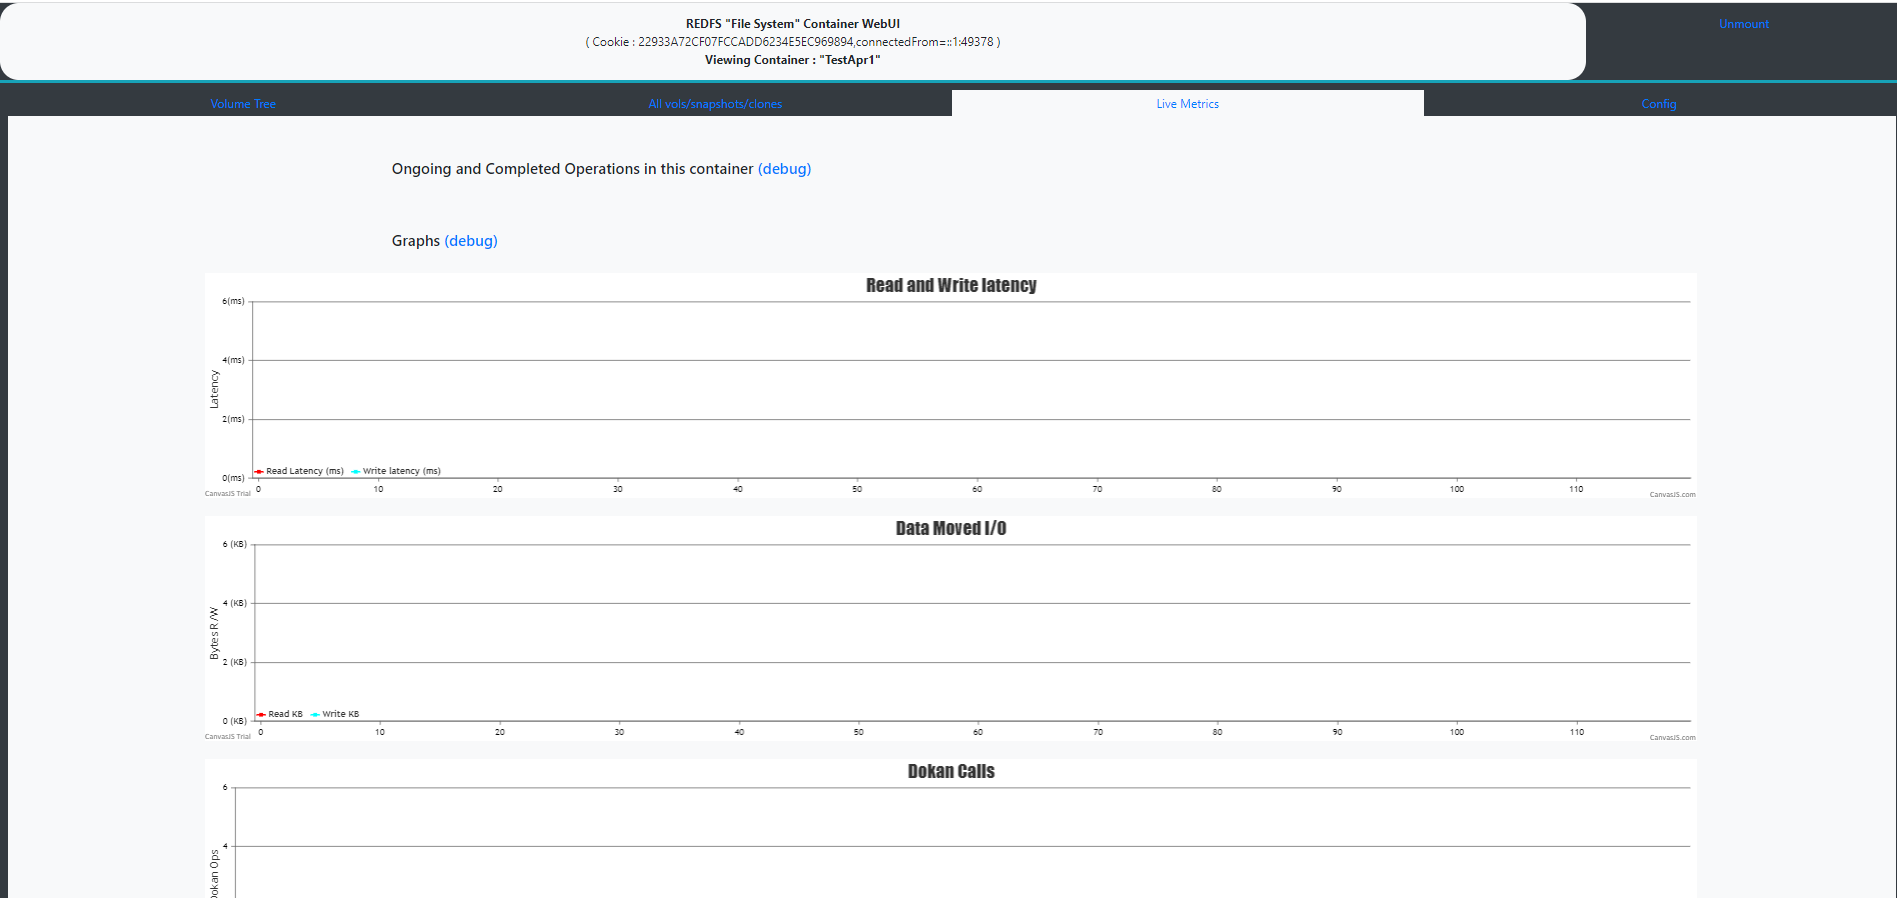 REDFS "File System" Container WebUI
( Cookie : 22933A72CF07FCCADD6234E5EC969894,connectedFrom=::1:49378 )
Viewing Container : "TestApr1"
Unmount
Volume Tree
All vols/snapshots/clones
Live Metrics
Config
Ongoing and Completed Operations in this container (debug)
Graphs (debug)
Read and Write latency
6(ms)
4(ms)
2(ms)
0(ms)
Latency
Read Latency (ms) Write latency (ms)
0 10 20 30 40 50 60 70 80 90 100 110
CanvasJS Trial
CanvasJS.com
Data Moved I/O
6 (KB)
4 (KB)
2 (KB)
0 (KB)
Bytes R/W
Read KB Write KB
0 10 20 30 40 50 60 70 80 90 100 110
CanvasJS Trial
CanvasJS.com
Dokan Calls
6
4
Dokan Ops